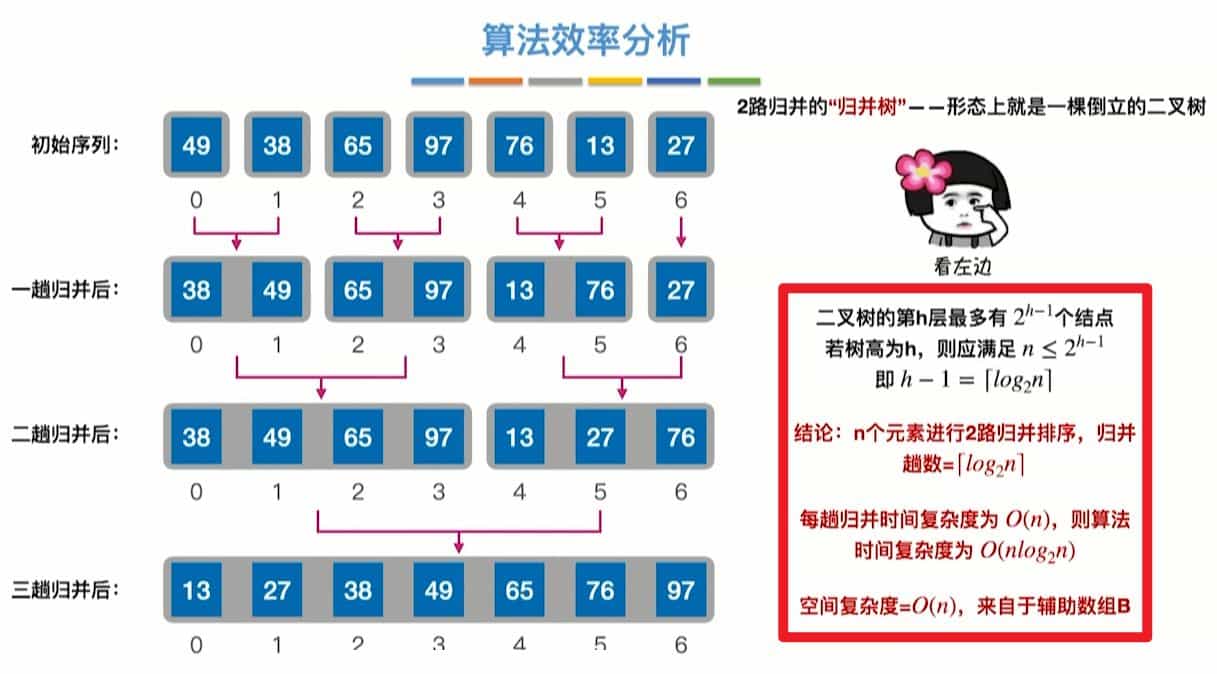 算法效率分析
2路归并的“归并树”——形态上就是一棵倒立的二叉树
初始序列： 49 38 65 97 76 13 27
0 1 2 3 4 5 6
看左边
一趟归并后： 38 49 65 97 13 76 27
0 1 2 3 4 5 6
二趟归并后： 38 49 65 97 13 27 76
0 1 2 3 4 5 6
三趟归并后： 13 27 38 49 65 76 97
0 1 2 3 4 5 6
二叉树的第h层最多有 2^{h−1}个结点
若树高为h，则应满足 n ≤ 2^{h−1}
即 h − 1 = ⌈log₂n⌉
结论：n个元素进行2路归并排序，归并
趟数=⌈log₂n⌉
每趟归并时间复杂度为 O(n)，则算法
时间复杂度为 O(nlog₂n)
空间复杂度=O(n)，来自于辅助数组B